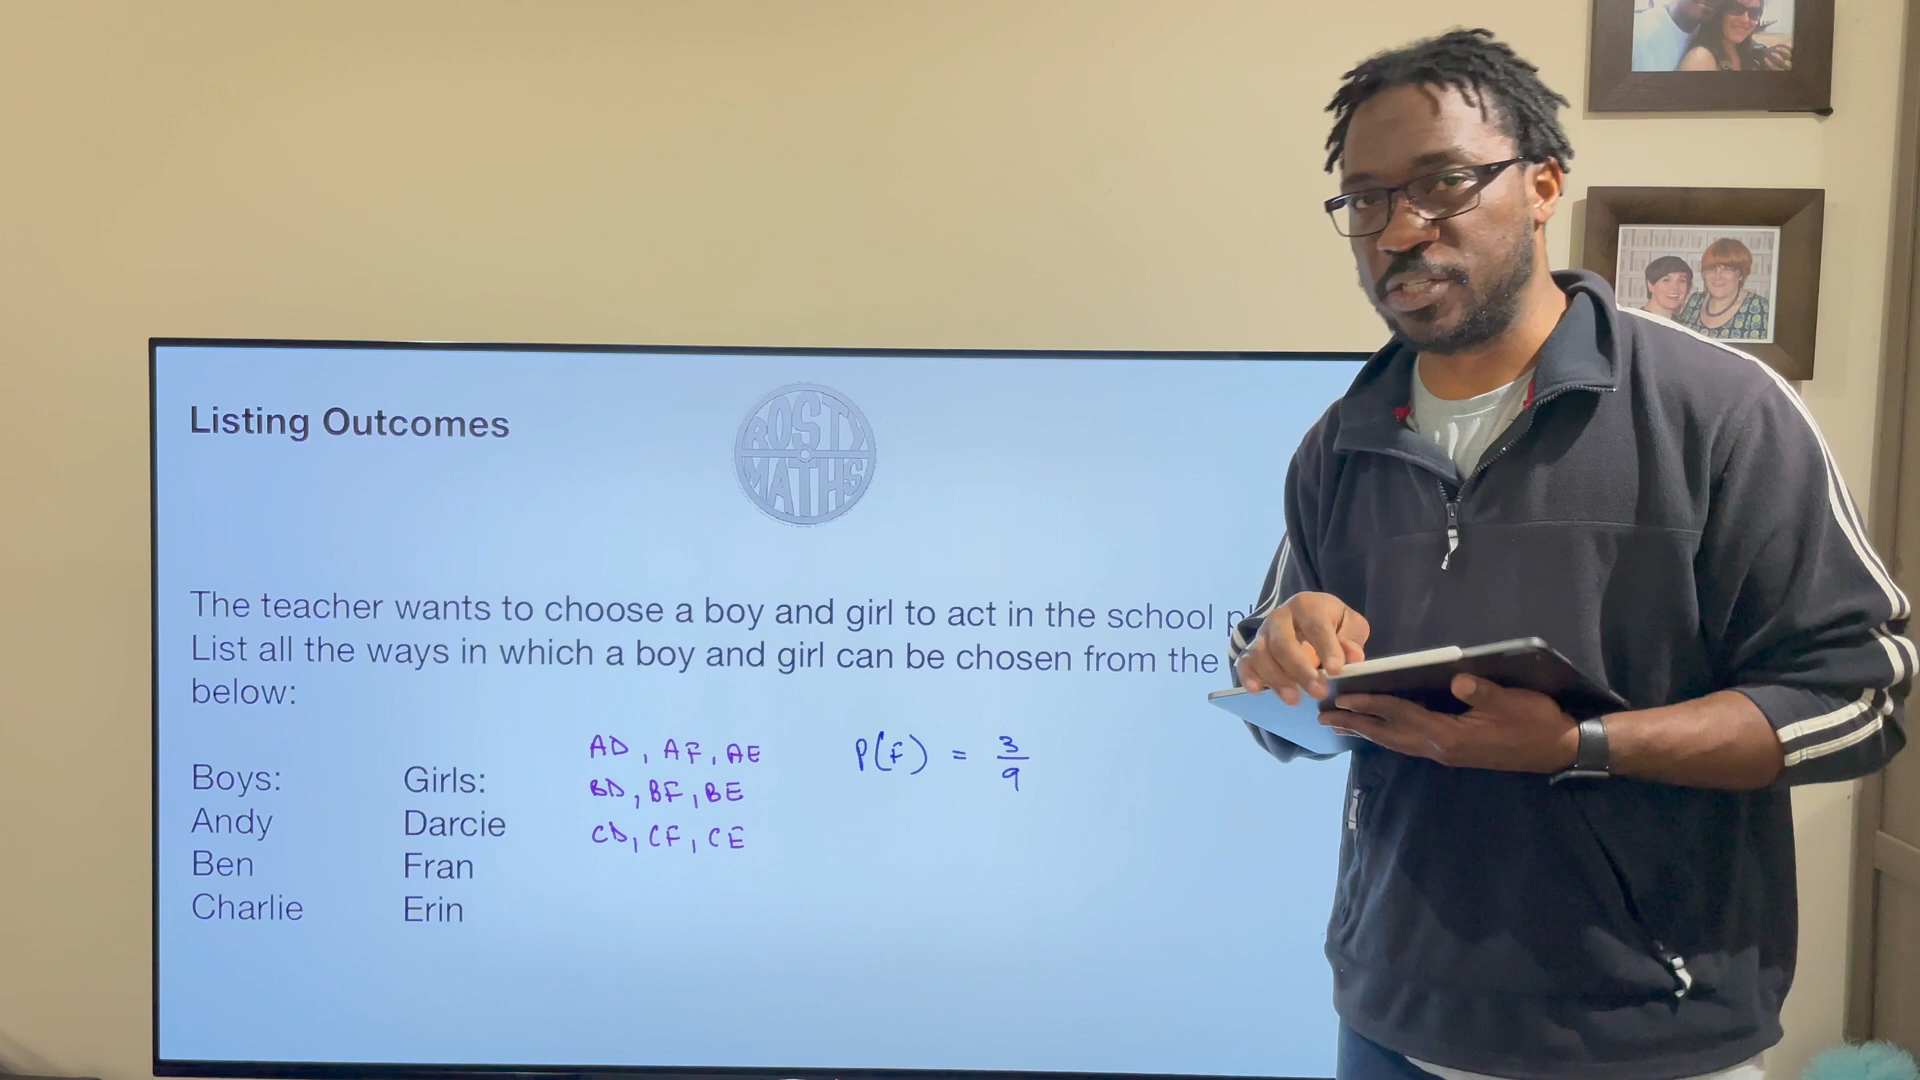 Listing Outcomes
ROSTY
MATHS
The teacher wants to choose a boy and girl to act in the school
List all the ways in which a boy and girl can be chosen from the
below:
Boys:
Andy
Ben
Charlie
Girls:
Darcie
Fran
Erin
AD, AF, AE
BD, BF, BE
CD, CF, CE
P(F) = 3/9